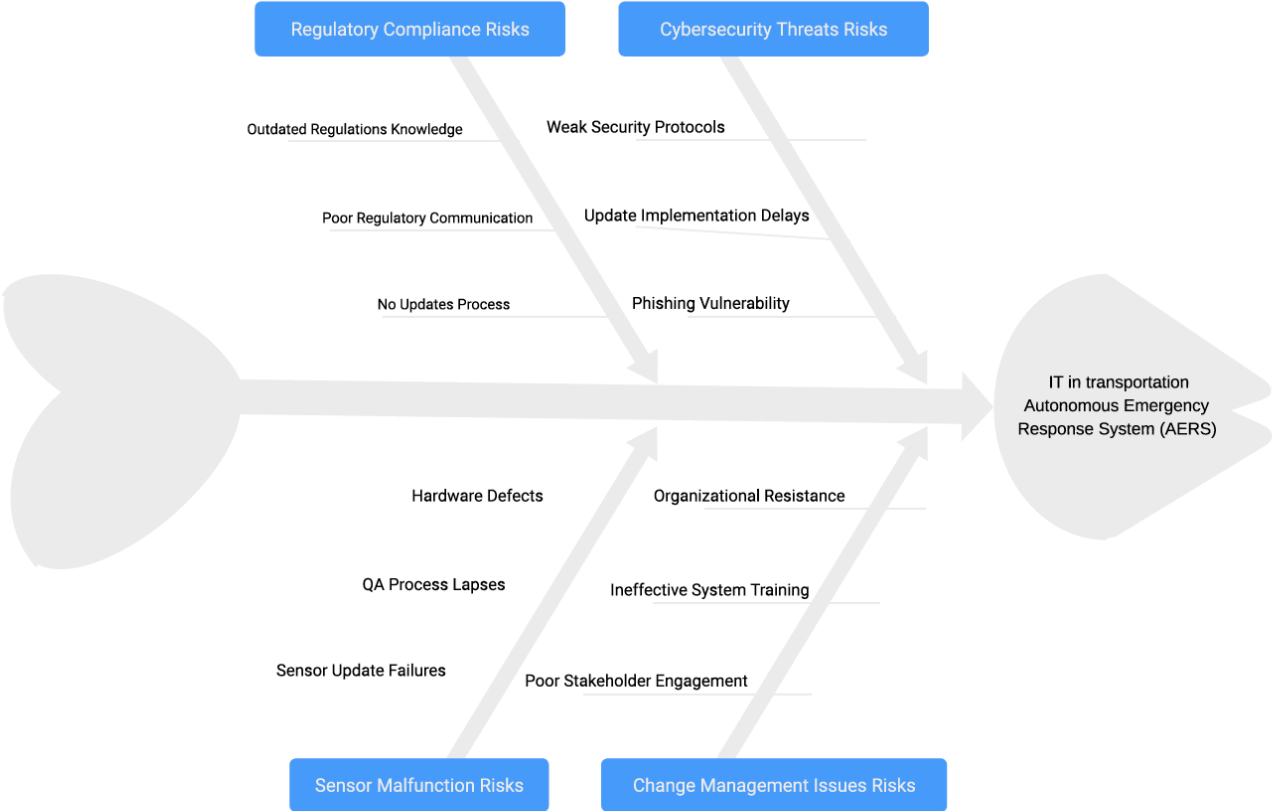 Regulatory Compliance Risks
Cybersecurity Threats Risks
Outdated Regulations Knowledge
Weak Security Protocols
Poor Regulatory Communication
Update Implementation Delays
No Updates Process
Phishing Vulnerability
IT in transportation
Autonomous Emergency
Response System (AERS)
Hardware Defects
Organizational Resistance
QA Process Lapses
Ineffective System Training
Sensor Update Failures
Poor Stakeholder Engagement
Sensor Malfunction Risks
Change Management Issues Risks